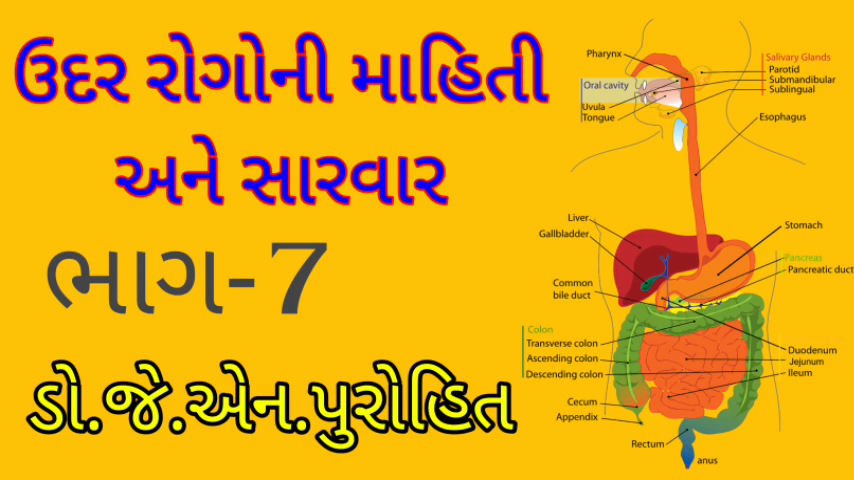 ઉદર રોગોની માહિતી
અને સારવાર
ભાગ-7
ડો.જે.એન.પુરોહિત
Pharynx
Oral cavity
Uvula
Tongue
Salivary Glands
Parotid
Submandibular
Sublingual
Esophagus
Liver
Gallbladder
Common
bile duct
Stomach
Pancreas
Pancreatic duct
Colon
Transverse colon
Ascending colon
Descending colon
Duodenum
Jejunum
Ileum
Cecum
Appendix
Rectum
anus